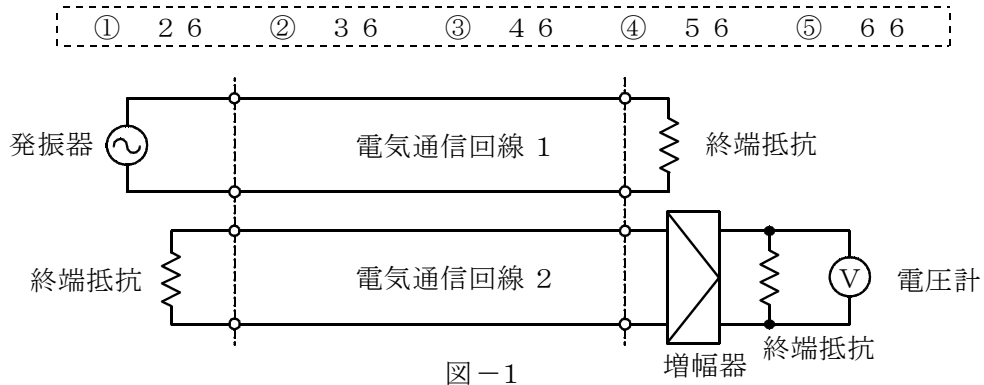 ① 26 ② 36 ③ 46 ④ 56 ⑤ 66
発振器 電気通信回線 1 終端抵抗
終端抵抗 電気通信回線 2 V 電圧計
増幅器 終端抵抗
図-1